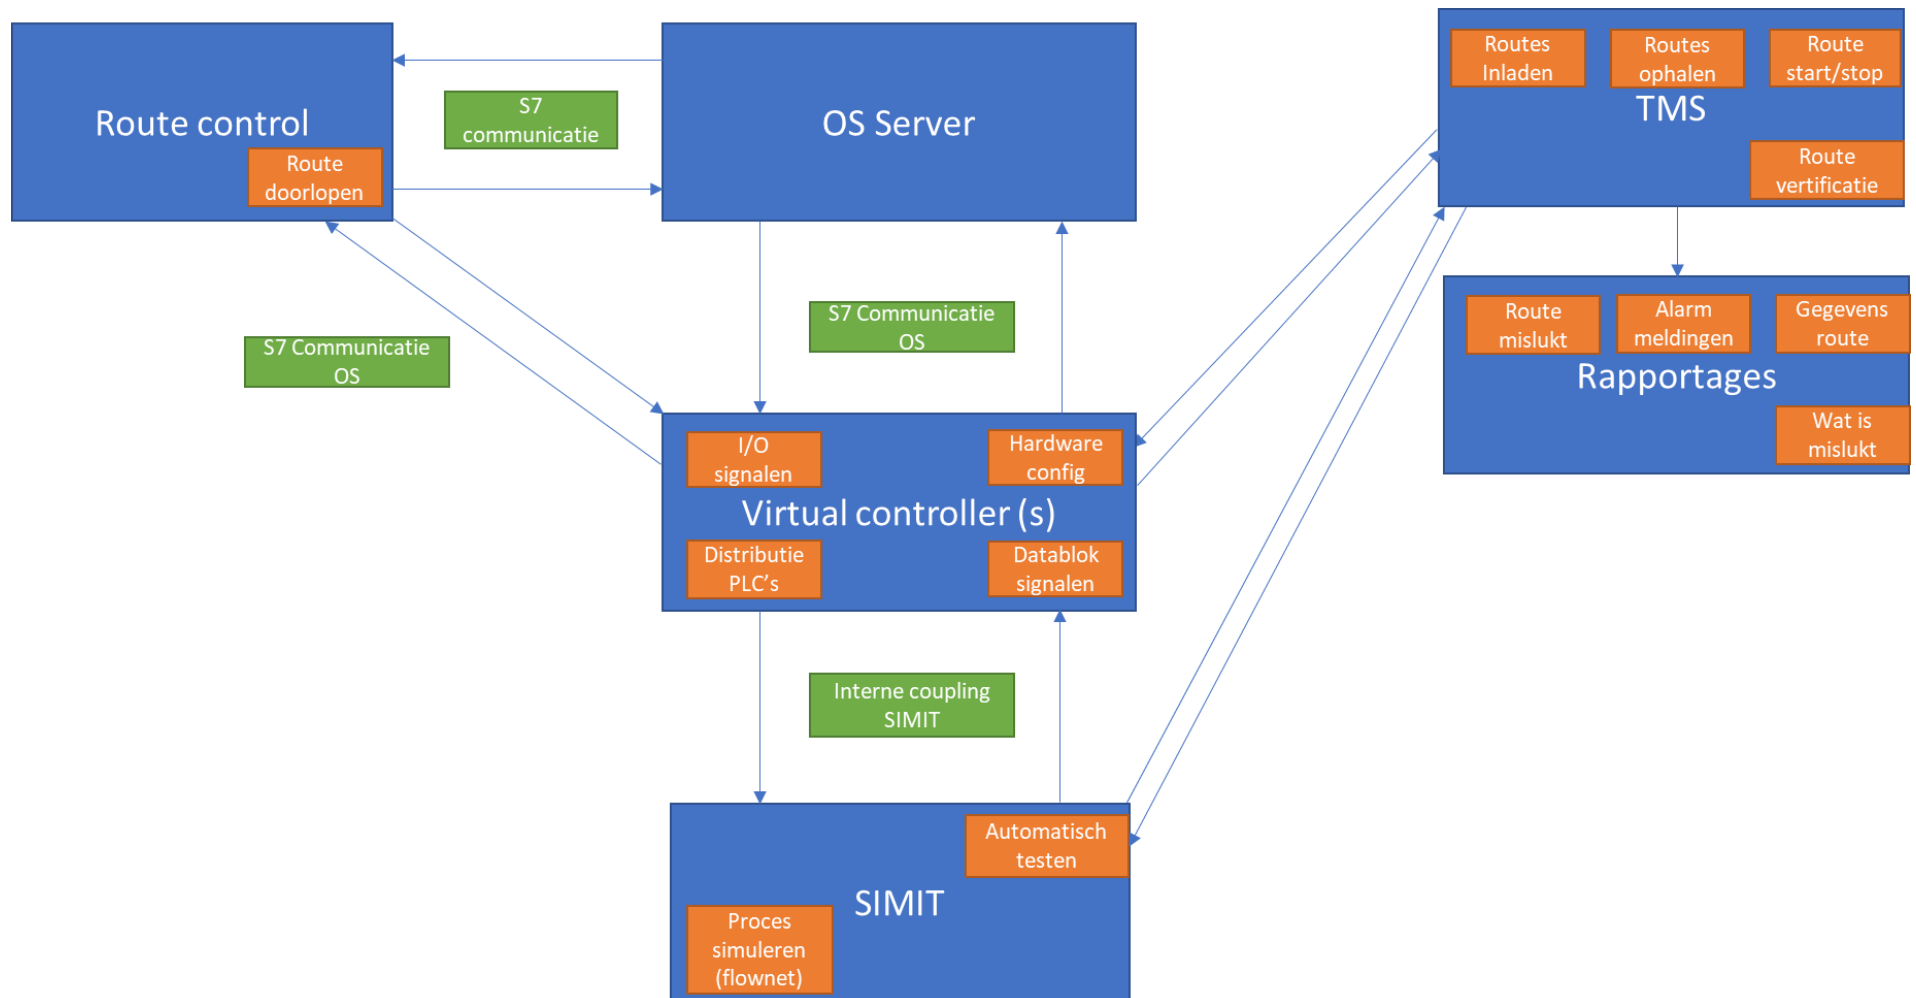 Route control
Route
doorlopen
S7
communicatie
OS Server
Routes
Inladen
Routes
ophalen
Route
start/stop
TMS
Route
vertificatie
S7 Communicatie
OS
S7 Communicatie
OS
Route
mislukt
Alarm
meldingen
Gegevens
route
Rapportages
Wat is
mislukt
I/O
signalen
Hardware
config
Virtual controller (s)
Distributie
PLC's
Datablok
signalen
Interne coupling
SIMIT
Automatisch
testen
SIMIT
Proces
simuleren
(flownet)